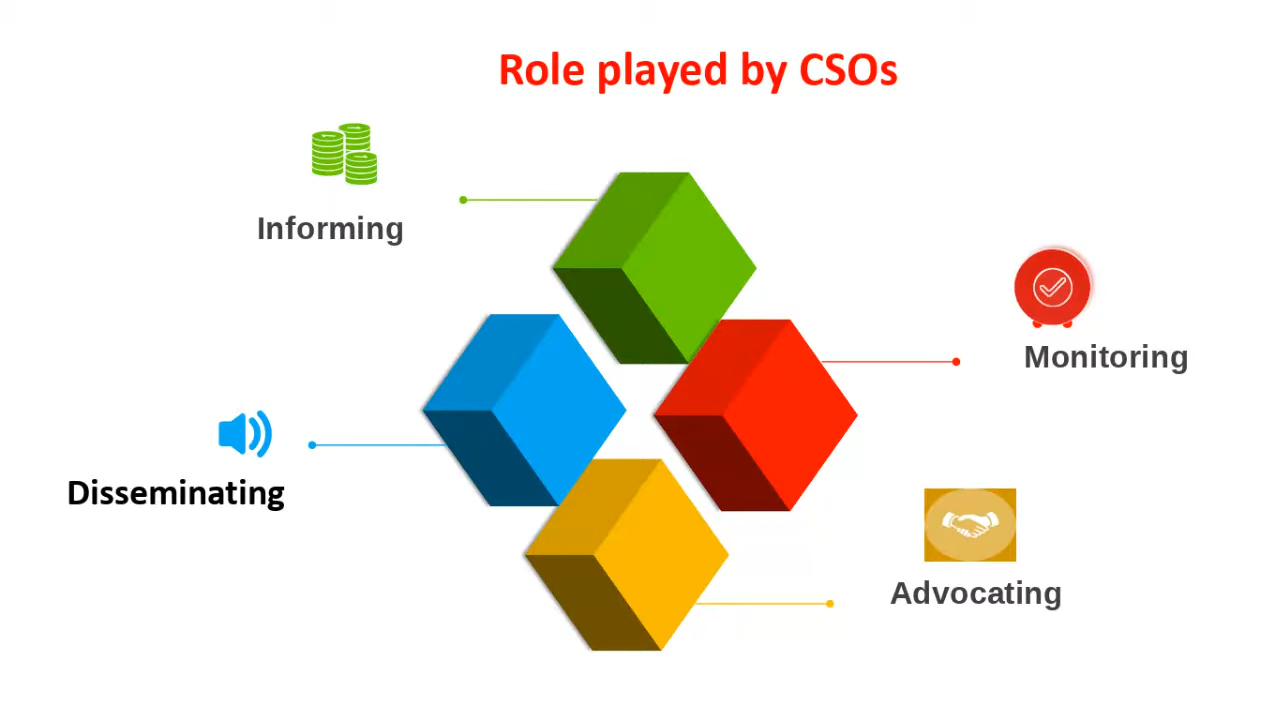 Role played by CSOs
Informing
Monitoring
Disseminating
Advocating